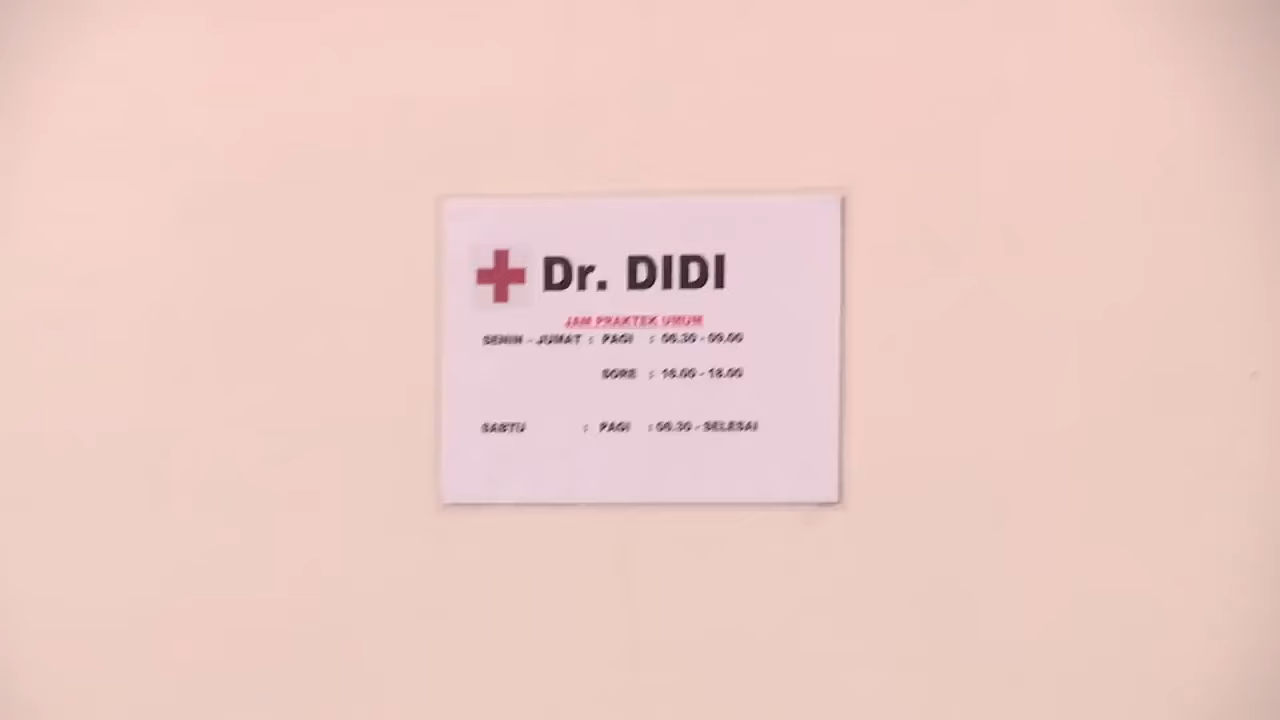 Dr. DIDI
JAM PRAKTEK UMUM
SENIN - JUMAT : PAGI : 06.30 - 09.00
SORE : 16.00 - 18.00
SABTU : PAGI : 06.30 - SELESAI